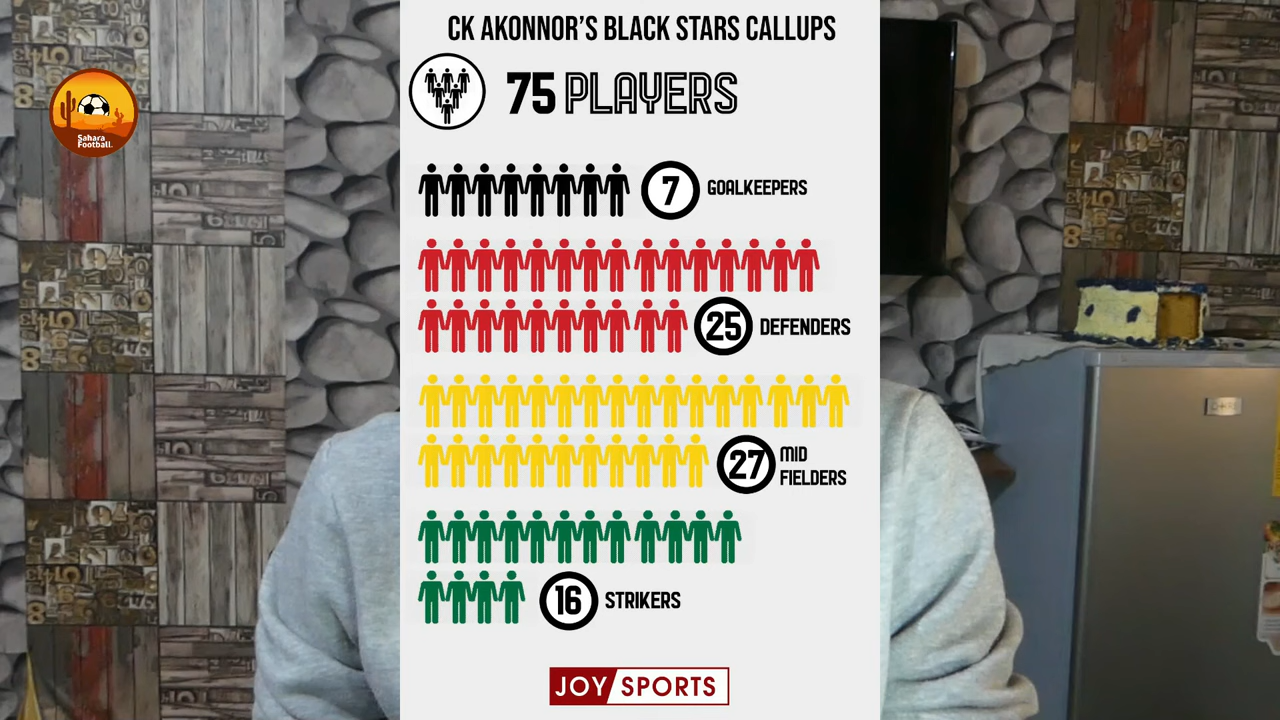 CK AKONNOR'S BLACK STARS CALLUPS
75 PLAYERS
Sahara
Football.
7 GOALKEEPERS
25 DEFENDERS
27 MID
FIELDERS
16 STRIKERS
JOY SPORTS